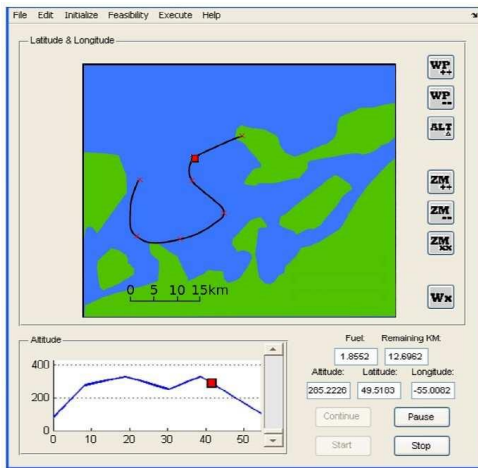 File Edit Initialize Feasibility Execute Help
Latitude & Longitude
WP ++
WP --
ALT Δ
ZM ++
ZM --
ZM xx
Wx
0 5 10 15km
Altitude
400
200
0
0 10 20 30 40 50
Fuel: Remaining KM:
1.8552 12.6962
Altitude: Latitude: Longitude:
285.2226 49.5103 -55.0082
Continue Pause
Start Stop